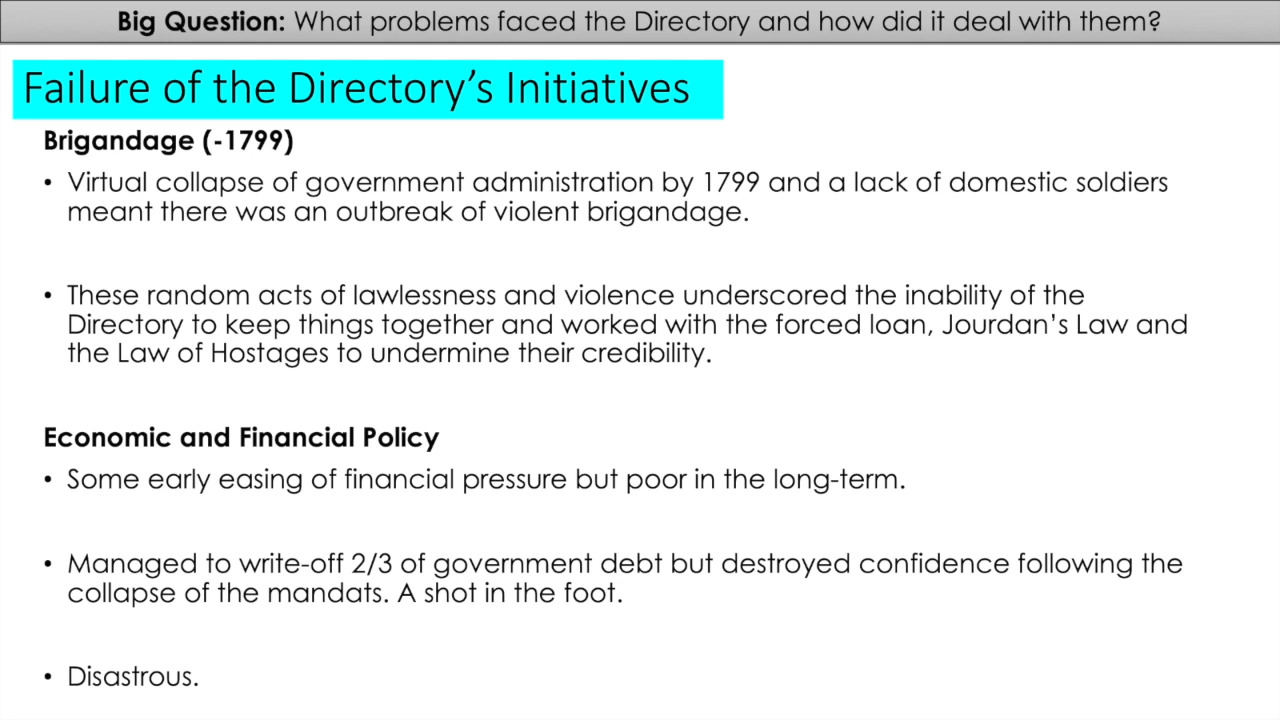 Big Question: What problems faced the Directory and how did it deal with them?
Failure of the Directory’s Initiatives
Brigandage (-1799)
• Virtual collapse of government administration by 1799 and a lack of domestic soldiers
meant there was an outbreak of violent brigandage.
• These random acts of lawlessness and violence underscored the inability of the
Directory to keep things together and worked with the forced loan, Jourdan’s Law and
the Law of Hostages to undermine their credibility.
Economic and Financial Policy
• Some early easing of financial pressure but poor in the long-term.
• Managed to write-off 2/3 of government debt but destroyed confidence following the
collapse of the mandats. A shot in the foot.
• Disastrous.